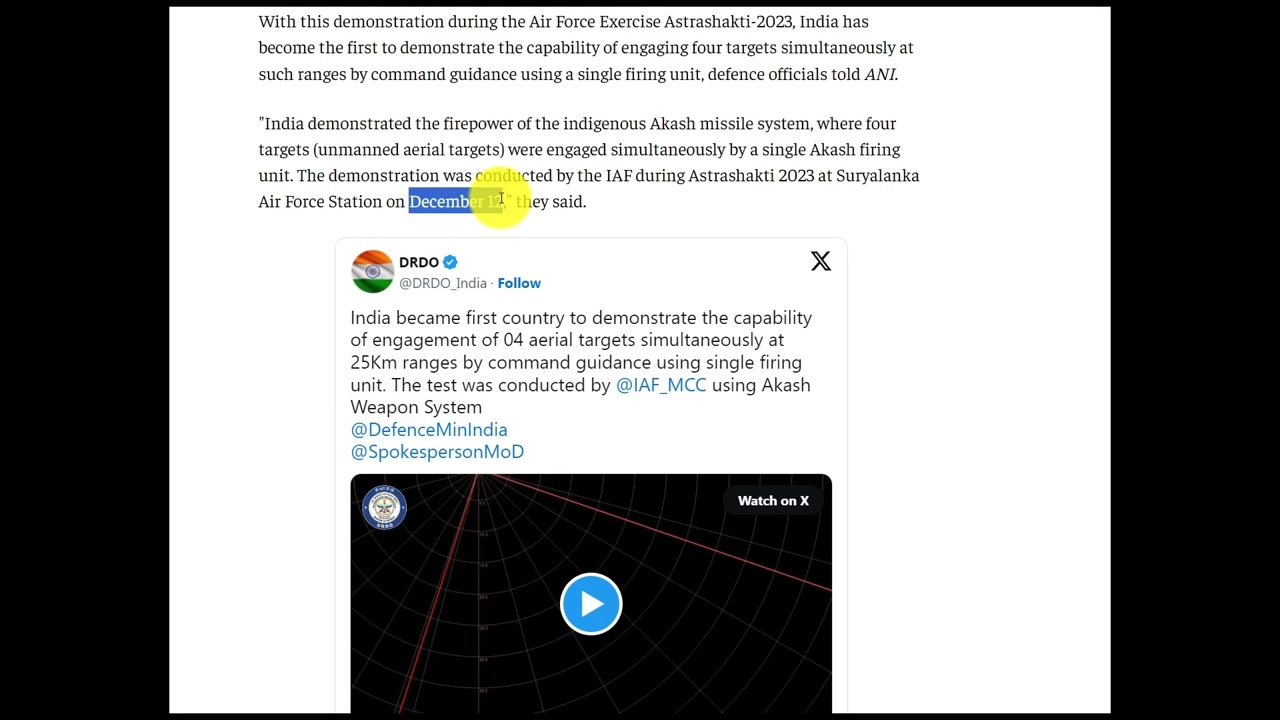 With this demonstration during the Air Force Exercise Astrashakti-2023, India has
become the first to demonstrate the capability of engaging four targets simultaneously at
such ranges by command guidance using a single firing unit, defence officials told ANI.
"India demonstrated the firepower of the indigenous Akash missile system, where four
targets (unmanned aerial targets) were engaged simultaneously by a single Akash firing
unit. The demonstration was conducted by the IAF during Astrashakti 2023 at Suryalanka
Air Force Station on December 12," they said.
DRDO
@DRDO_India · Follow
India became first country to demonstrate the capability
of engagement of 04 aerial targets simultaneously at
25Km ranges by command guidance using single firing
unit. The test was conducted by @IAF_MCC using Akash
Weapon System
@DefenceMinIndia
@SpokespersonMoD
Watch on X
DRDO